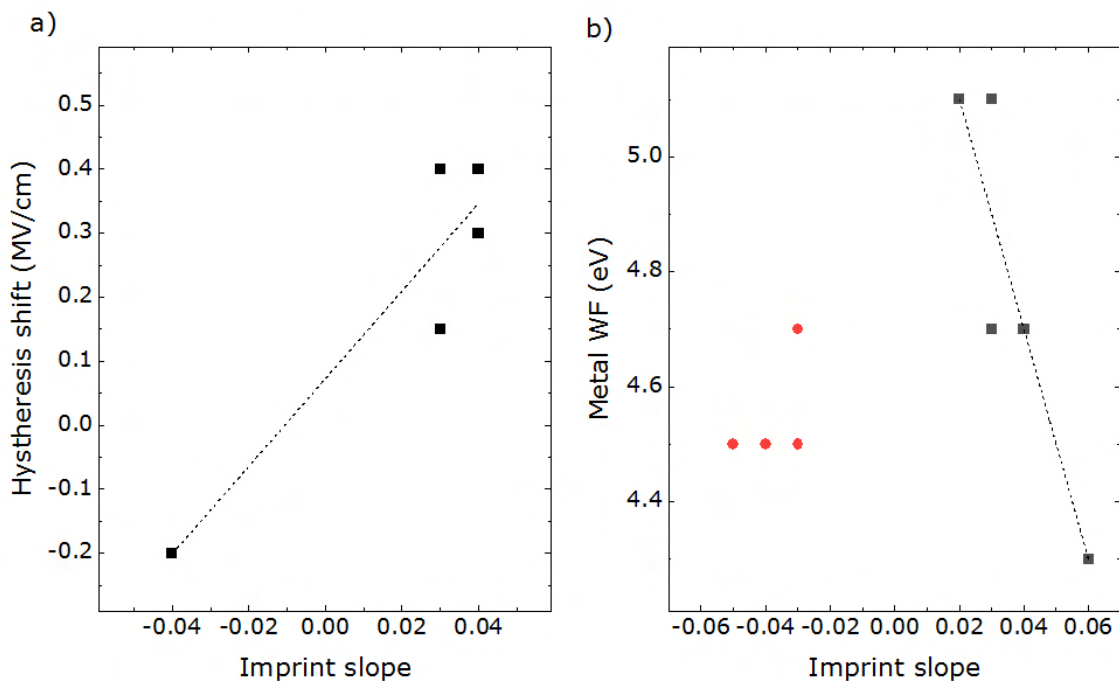 a)
Hystheresis shift (MV/cm)
0.5
0.4
0.3
0.2
0.1
0.0
-0.1
-0.2
-0.04 -0.02 0.00 0.02 0.04
Imprint slope
b)
Metal WF (eV)
5.0
4.8
4.6
4.4
-0.06 -0.04 -0.02 0.00 0.02 0.04 0.06
Imprint slope